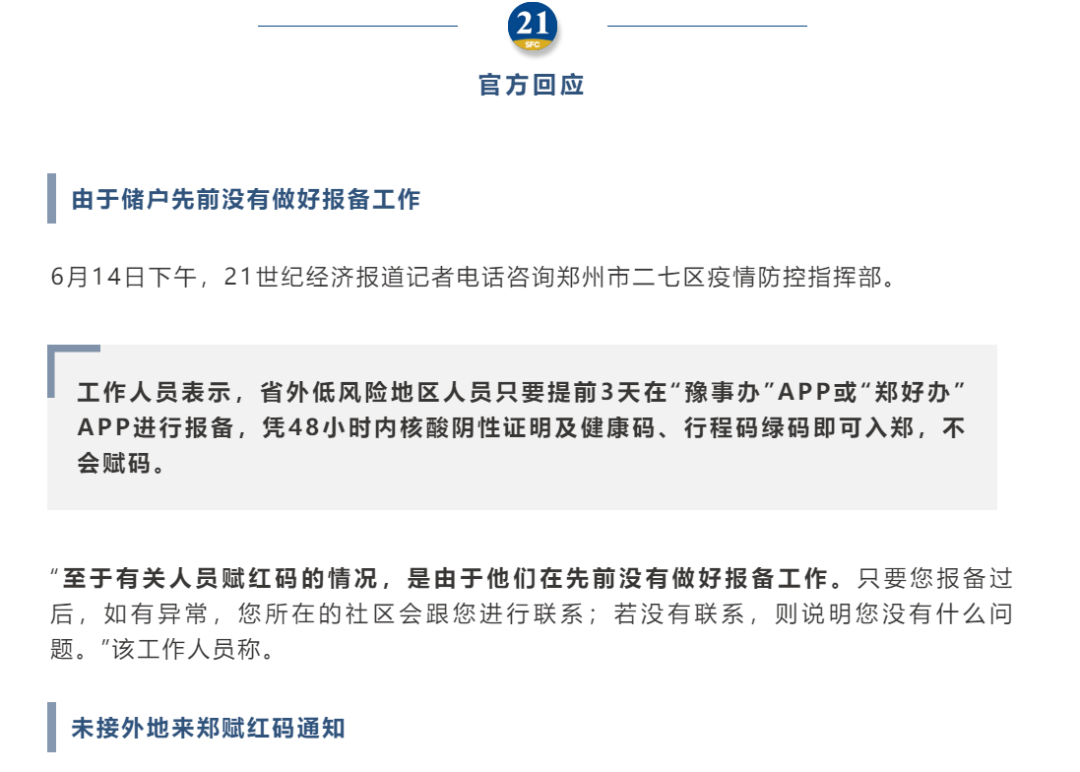 21
SFC
官方回应
由于储户先前没有做好报备工作
6月14日下午，21世纪经济报道记者电话咨询郑州市二七区疫情防控指挥部。
工作人员表示，省外低风险地区人员只要提前3天在“豫事办”APP或“郑好办”
APP进行报备，凭48小时内核酸阴性证明及健康码、行程码绿码即可入郑，不
会赋码。
“至于有关人员赋红码的情况，是由于他们在先前没有做好报备工作。只要您报备过
后，如有异常，您所在的社区会跟您进行联系；若没有联系，则说明您没有什么问
题。”该工作人员称。
未接外地来郑赋红码通知